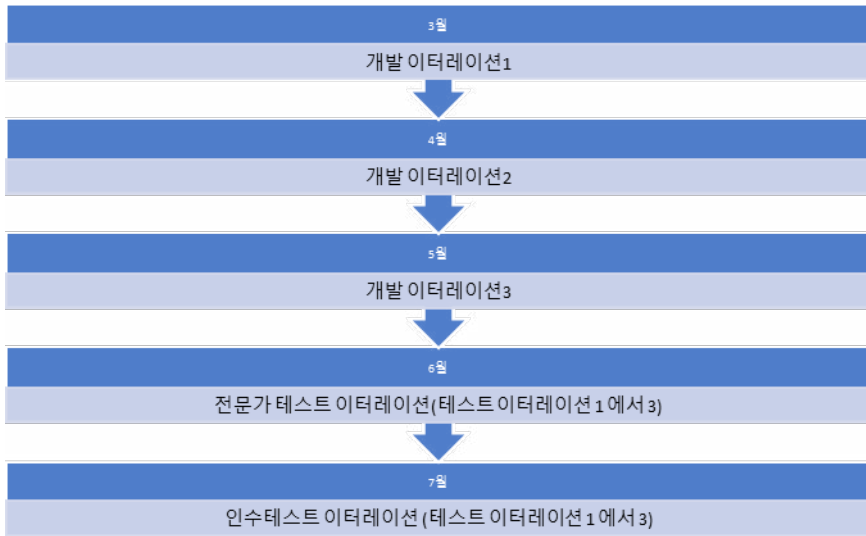 3월
개발 이터레이션1
4월
개발 이터레이션2
5월
개발 이터레이션3
6월
전문가 테스트 이터레이션(테스트 이터레이션 1 에서 3)
7월
인수테스트 이터레이션 (테스트 이터레이션 1 에서 3)